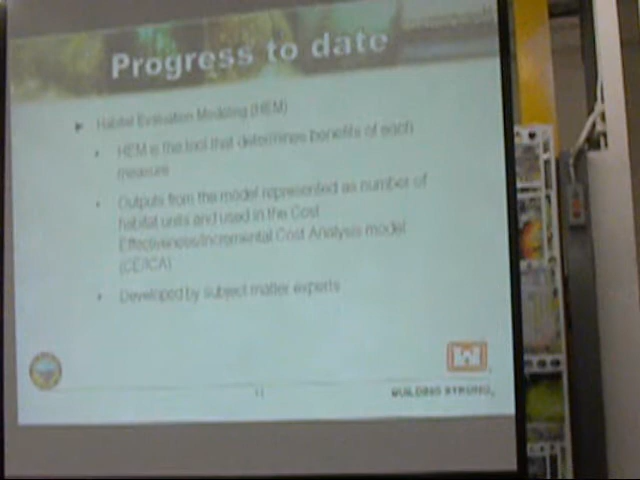 Progress to date
Habitat Evaluation Modeling (HEM)
HEM is the tool that determines benefits of each
measure
Outputs from the model represented as number of
habitat units and used in the Cost
Effectiveness/Incremental Cost Analysis model
(CE/ICA)
Developed by subject matter experts
BUILDING STRONG®